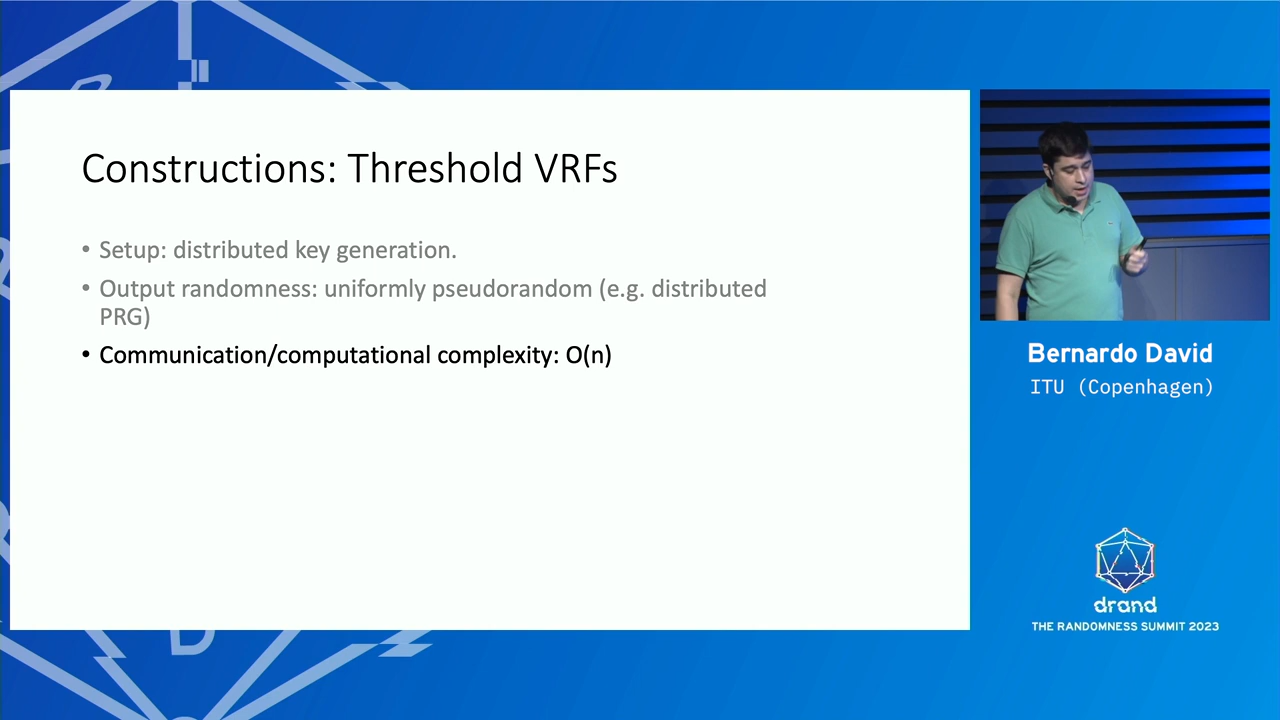 Constructions: Threshold VRFs
• Setup: distributed key generation.
• Output randomness: uniformly pseudorandom (e.g. distributed
PRG)
• Communication/computational complexity: O(n)
Bernardo David
ITU (Copenhagen)
drand
THE RANDOMNESS SUMMIT 2023